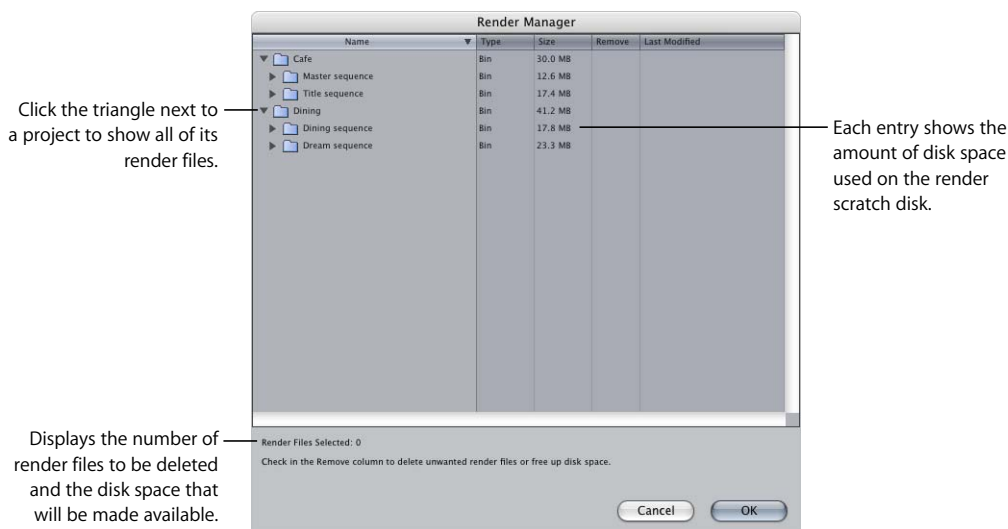 Render Manager
Name Type Size Remove Last Modified
Cafe Bin 30.0 MB
Master sequence Bin 12.6 MB
Title sequence Bin 17.4 MB
Dining Bin 41.2 MB
Dining sequence Bin 17.8 MB
Dream sequence Bin 23.3 MB
Click the triangle next to
a project to show all of its
render files.
Each entry shows the
amount of disk space
used on the render
scratch disk.
Displays the number of
render files to be deleted
and the disk space that
will be made available.
Render Files Selected: 0
Check in the Remove column to delete unwanted render files or free up disk space.
Cancel OK